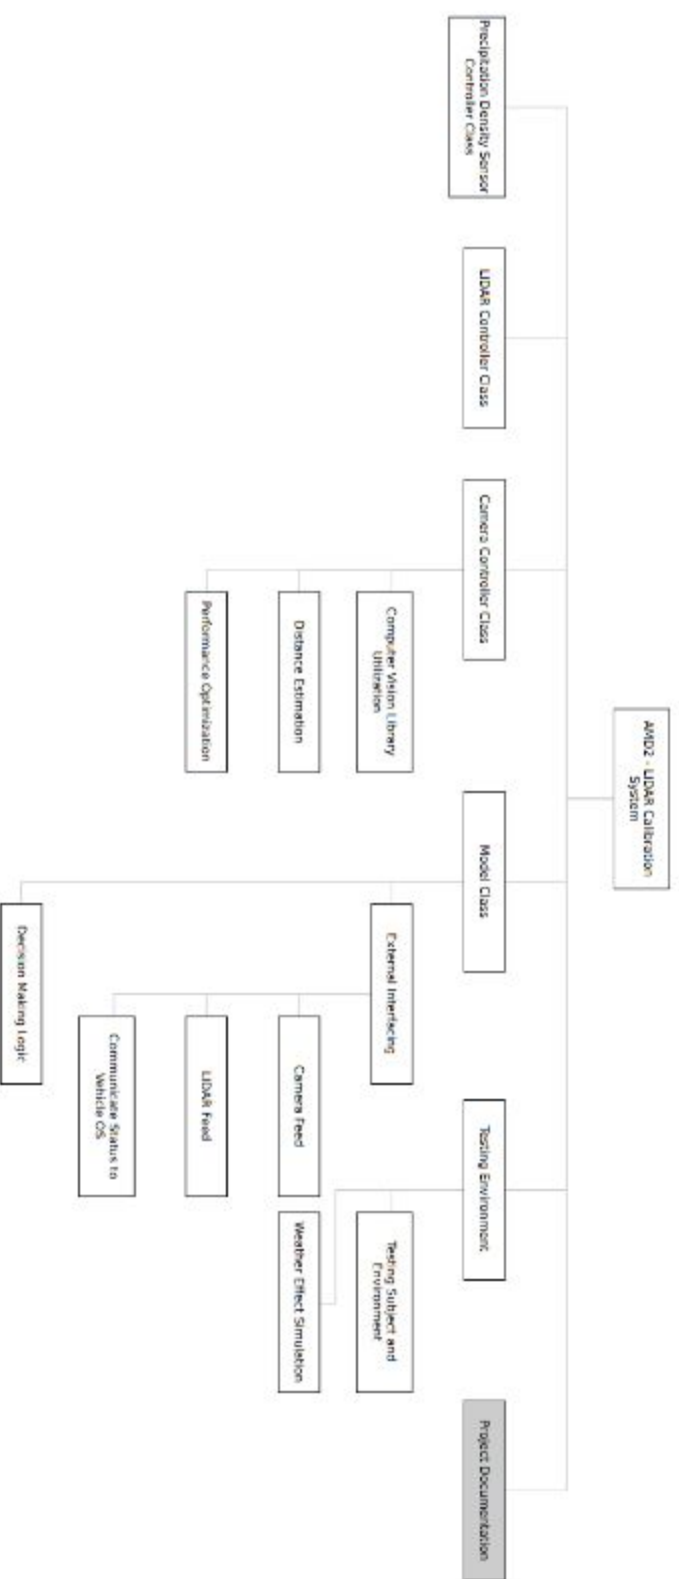 AMD2 - LIDAR Calibration
System
Precipitation Density Sensor
Controller Class
LIDAR Controller Class
Camera Controller Class
Computer Vision Library
Utilization
Distance Estimation
Performance Optimization
Model Class
External Interfacing
Camera Feed
LIDAR Feed
Communicate Status to
Vehicle OS
Decision Making Logic
Testing Environment
Testing Subject and
Environment
Weather Effect Simulation
Project Documentation